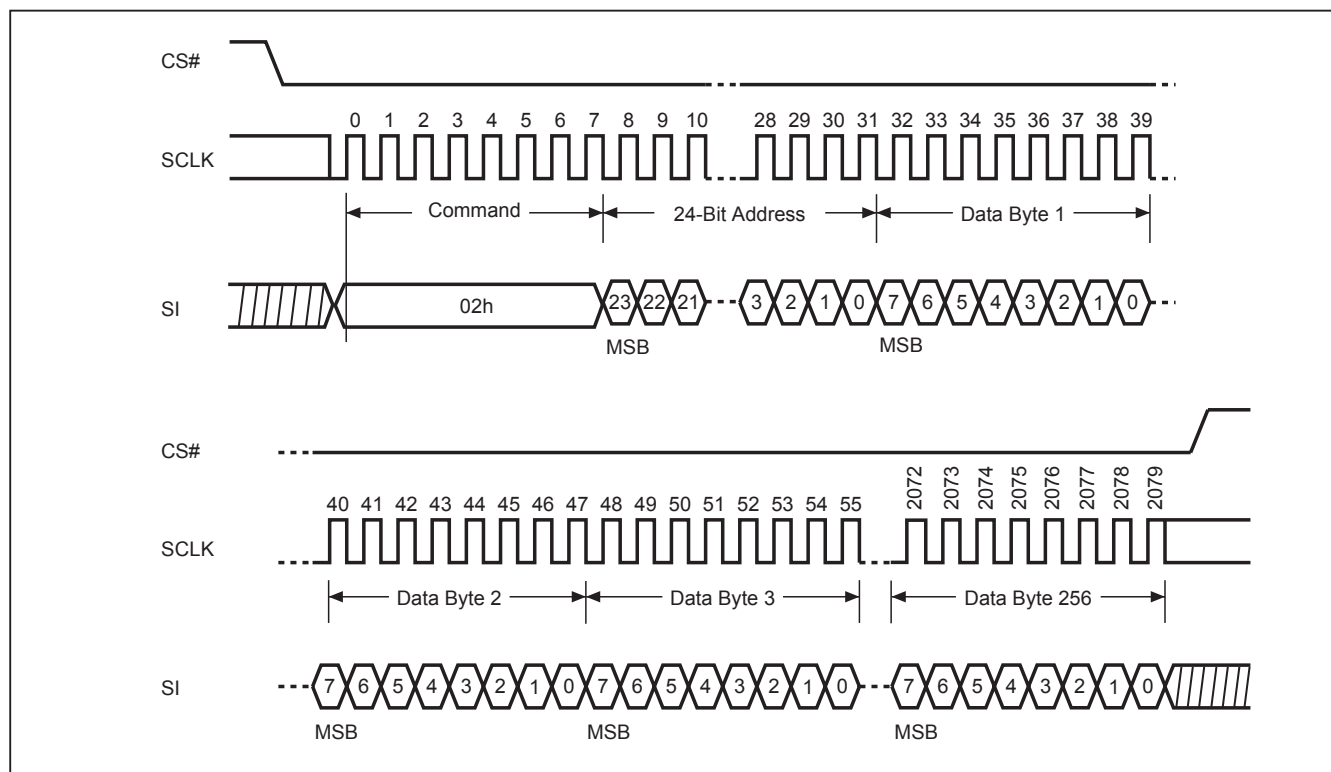 CS#
0 1 2 3 4 5 6 7 8 9 10 28 29 30 31 32 33 34 35 36 37 38 39
SCLK
Command 24-Bit Address Data Byte 1
SI 02h 23 22 21 3 2 1 0 7 6 5 4 3 2 1 0
MSB MSB
CS#
40 41 42 43 44 45 46 47 48 49 50 51 52 53 54 55 2072 2073 2074 2075 2076 2077 2078 2079
SCLK
Data Byte 2 Data Byte 3 Data Byte 256
SI 7 6 5 4 3 2 1 0 7 6 5 4 3 2 1 0 7 6 5 4 3 2 1 0
MSB MSB MSB